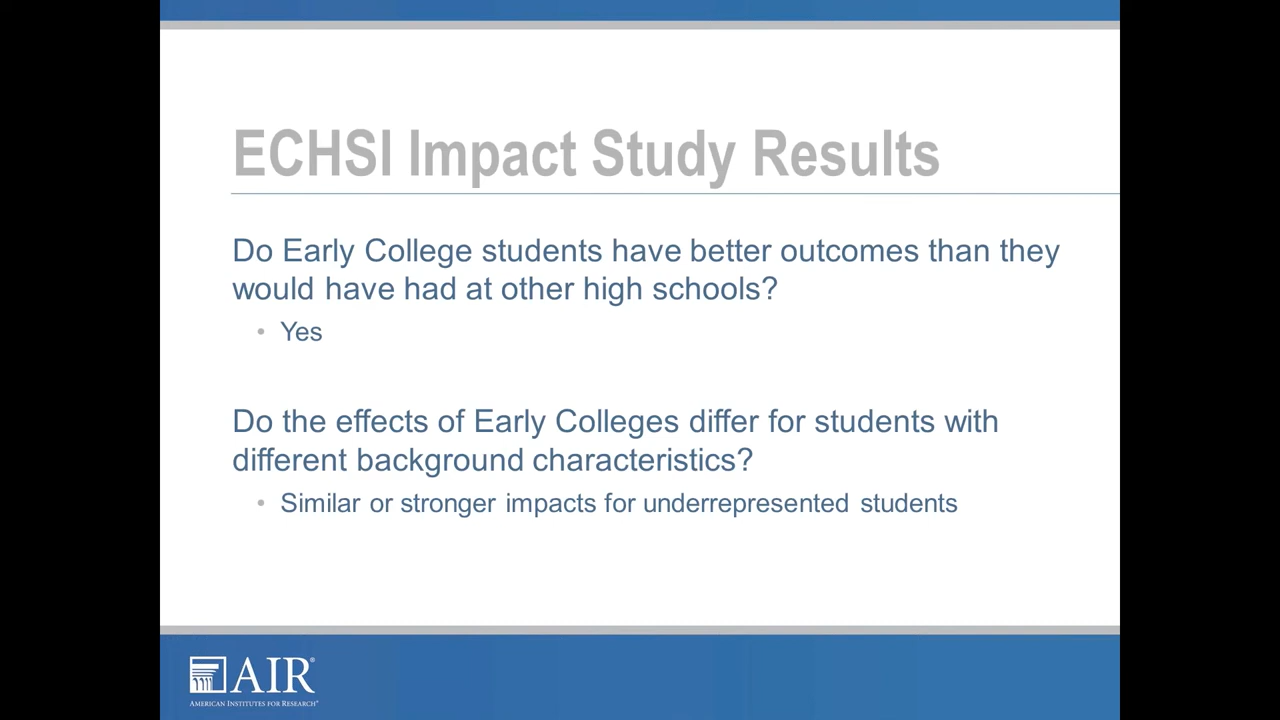 ECHSI Impact Study Results
Do Early College students have better outcomes than they
would have had at other high schools?
• Yes
Do the effects of Early Colleges differ for students with
different background characteristics?
• Similar or stronger impacts for underrepresented students
AIR®
AMERICAN INSTITUTES FOR RESEARCH®